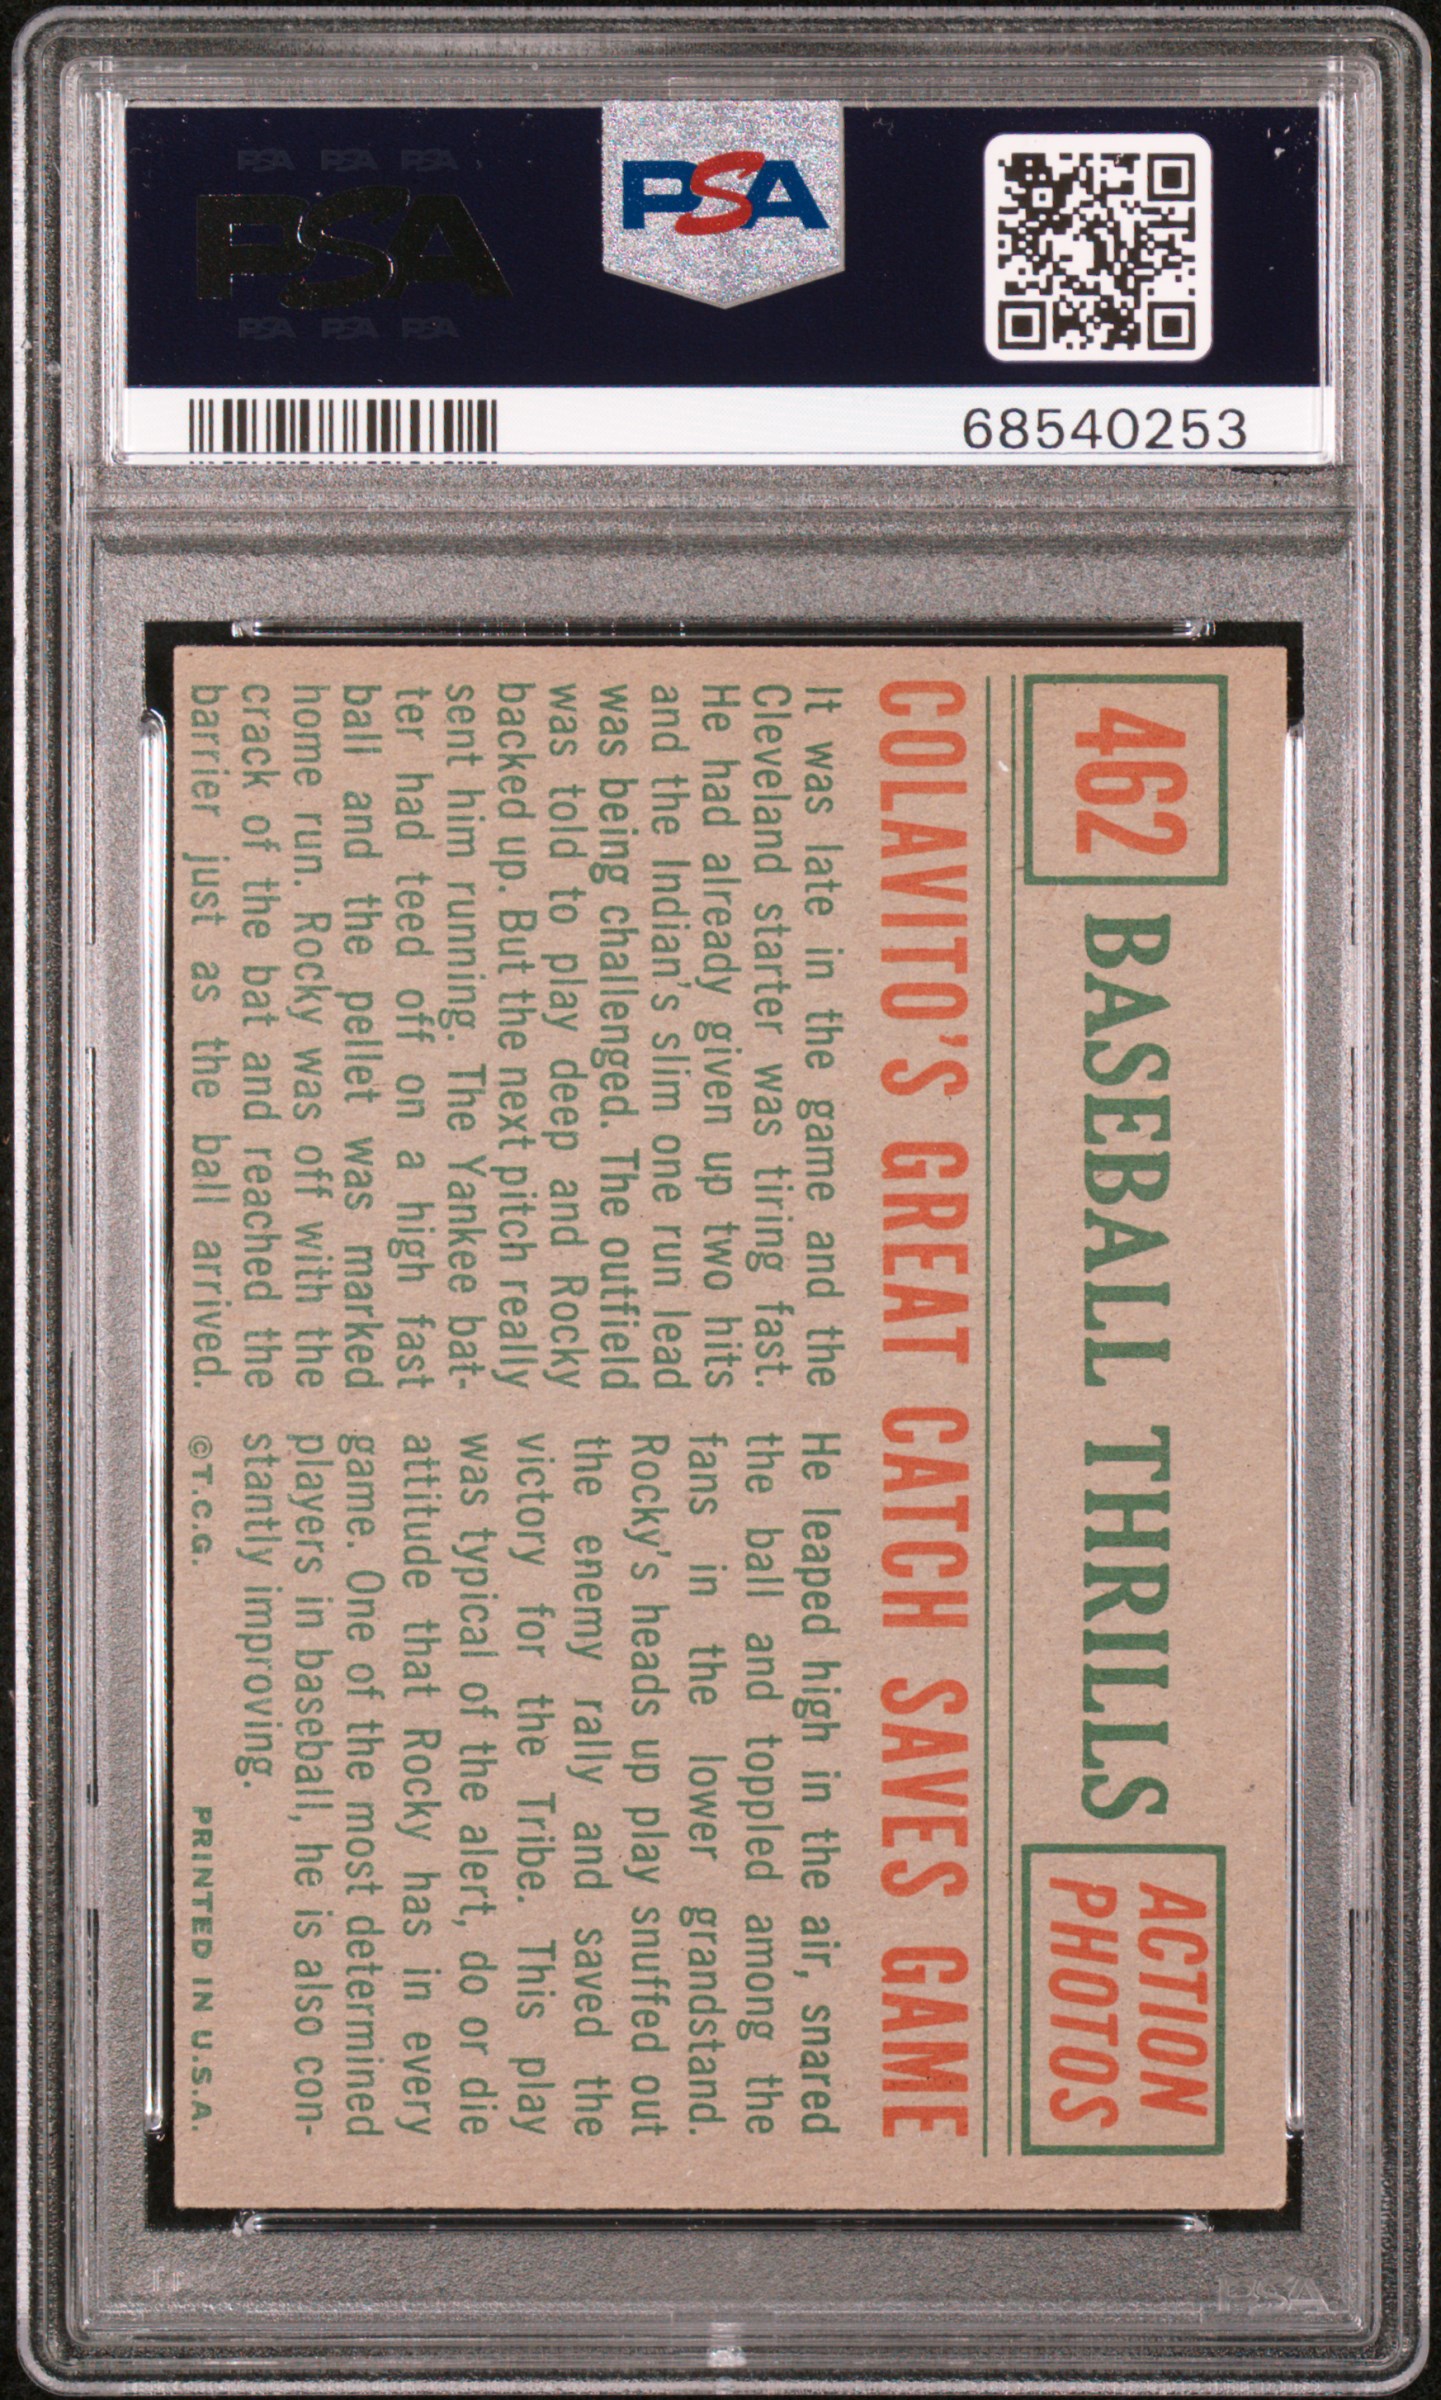 PSA PSA PSA
PSA
PSA PSA PSA
PSA
68540253
462
BASEBALL THRILLS
ACTION
PHOTOS
COLAVITO'S GREAT CATCH SAVES GAME
It was late in the game and the
Cleveland starter was tiring fast.
He had already given up two hits
and the Indian's slim one run lead
was being challenged. The outfield
was told to play deep and Rocky
backed up. But the next pitch really
sent him running. The Yankee bat-
ter had teed off on a high fast
ball and the pellet was marked
home run. Rocky was off with the
crack of the bat and reached the
barrier just as the ball arrived.
He leaped high in the air, snared
the ball and toppled among the
fans in the lower grandstand.
Rocky's heads up play snuffed out
the enemy rally and saved the
victory for the Tribe. This play
was typical of the alert, do or die
attitude that Rocky has in every
game. One of the most determined
players in baseball, he is also con-
stantly improving.
©T.C.G.
PRINTED IN U.S.A.
PSA